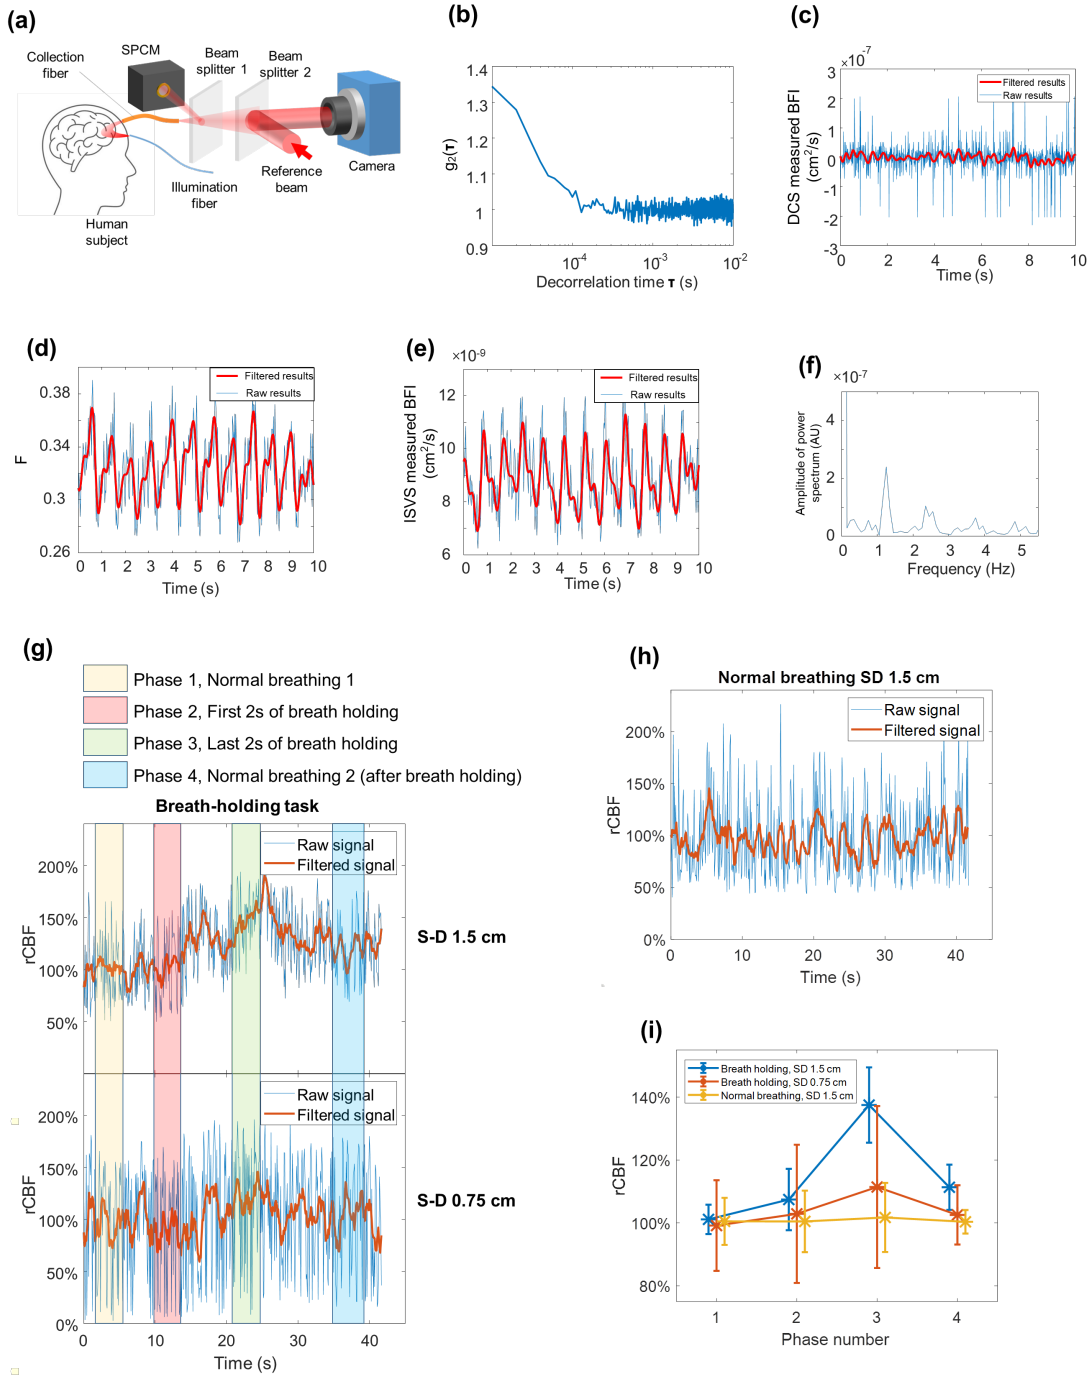 (a)
SPCM
Collection
fiber
Beam
splitter 1
Beam
splitter 2
Illumination
fiber
Reference
beam
Camera
Human
subject
(b)
1.4
1.3
1.2
1.1
1
0.9
g2(τ)
10-4
10-3
10-2
Decorrelation time τ (s)
(c)
×10-7
3
2
1
0
-1
-2
-3
DCS measured BFI
(cm2/s)
Filtered results
Raw results
0 2 4 6 8 10
Time (s)
(d)
0.38
0.34
0.3
0.26
F
Filtered results
Raw results
0 1 2 3 4 5 6 7 8 9 10
Time (s)
(e)
×10-9
12
10
8
6
ISVS measured BFI
(cm2/s)
Filtered results
Raw results
0 1 2 3 4 5 6 7 8 9 10
Time (s)
(f)
×10-7
4
2
0
Amplitude of power
spectrum (AU)
0 1 2 3 4 5
Frequency (Hz)
(g)
Phase 1, Normal breathing 1
Phase 2, First 2s of breath holding
Phase 3, Last 2s of breath holding
Phase 4, Normal breathing 2 (after breath holding)
Breath-holding task
200%
150%
100%
50%
rCBF
Raw signal
Filtered signal
S-D 1.5 cm
200%
150%
100%
50%
0%
rCBF
Raw signal
Filtered signal
S-D 0.75 cm
0 10 20 30 40
Time (s)
(h)
Normal breathing SD 1.5 cm
200%
150%
100%
50%
0%
rCBF
Raw signal
Filtered signal
0 10 20 30 40
Time (s)
(i)
140%
120%
100%
80%
rCBF
Breath holding, SD 1.5 cm
Breath holding, SD 0.75 cm
Normal breathing, SD 1.5 cm
1 2 3 4
Phase number